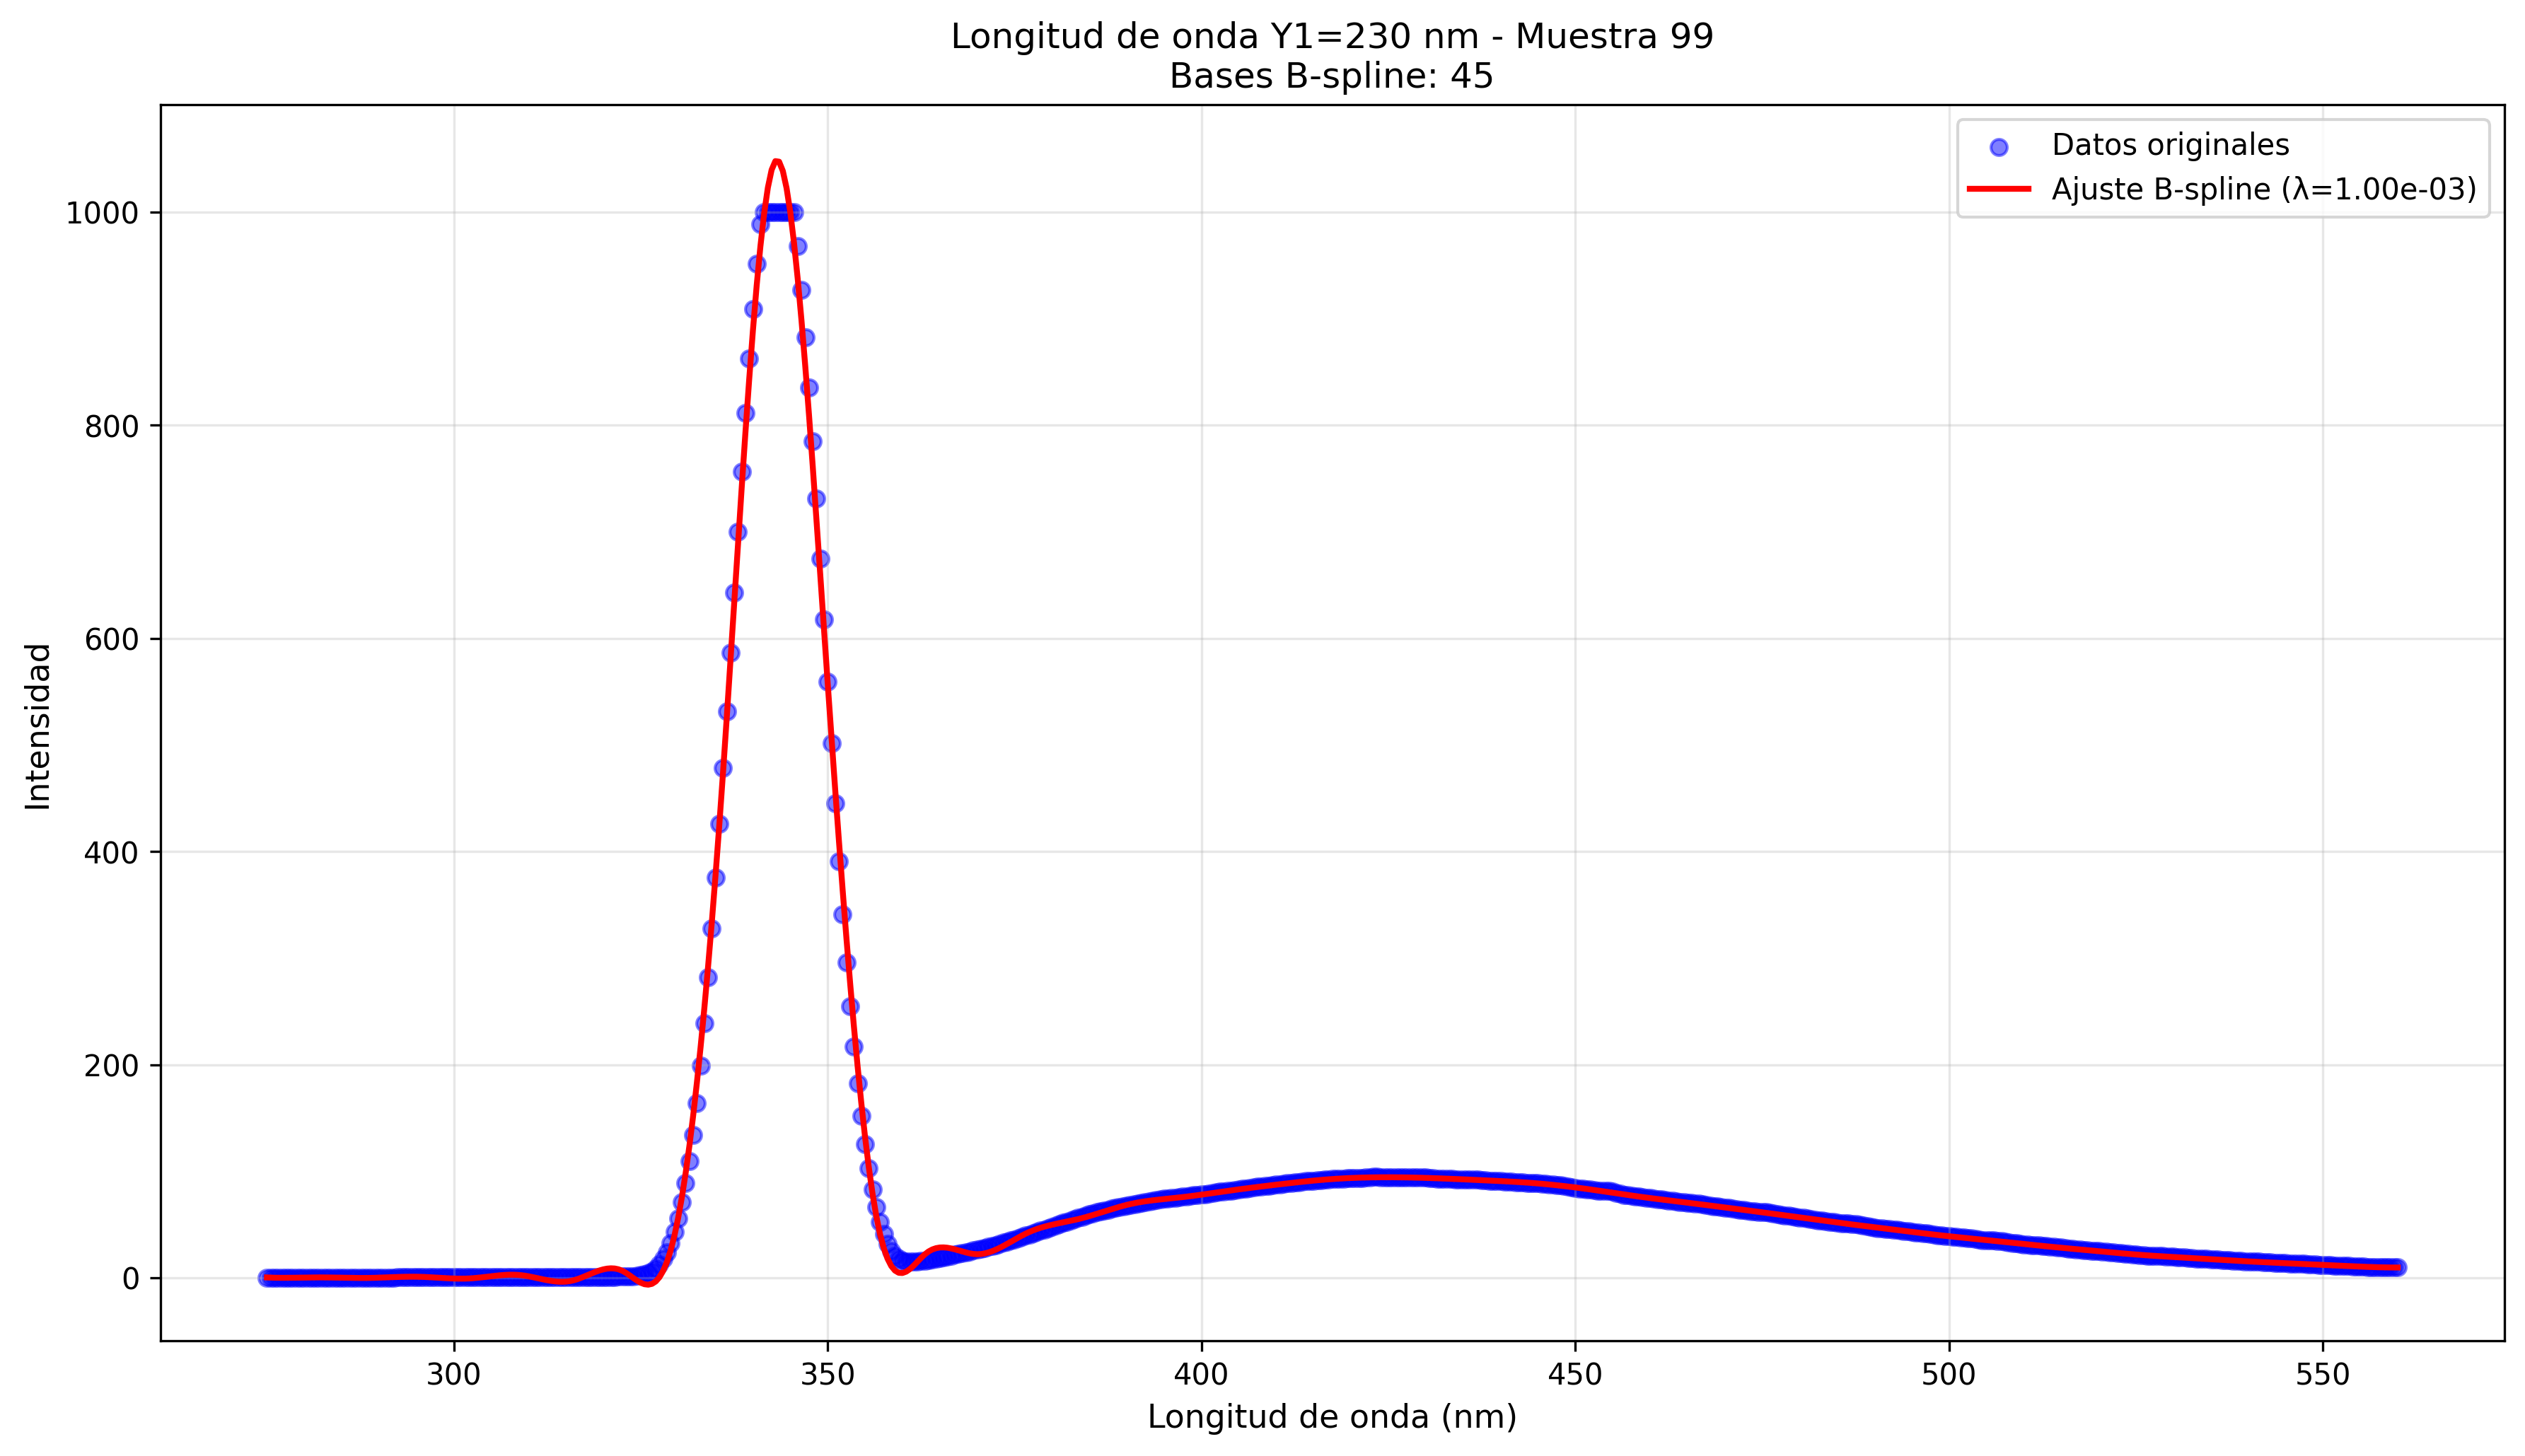 Longitud de onda Y1=230 nm - Muestra 99
Bases B-spline: 45
Datos originales
Ajuste B-spline (λ=1.00e-03)
Intensidad
1000
800
600
400
200
0
300
350
400
450
500
550
Longitud de onda (nm)